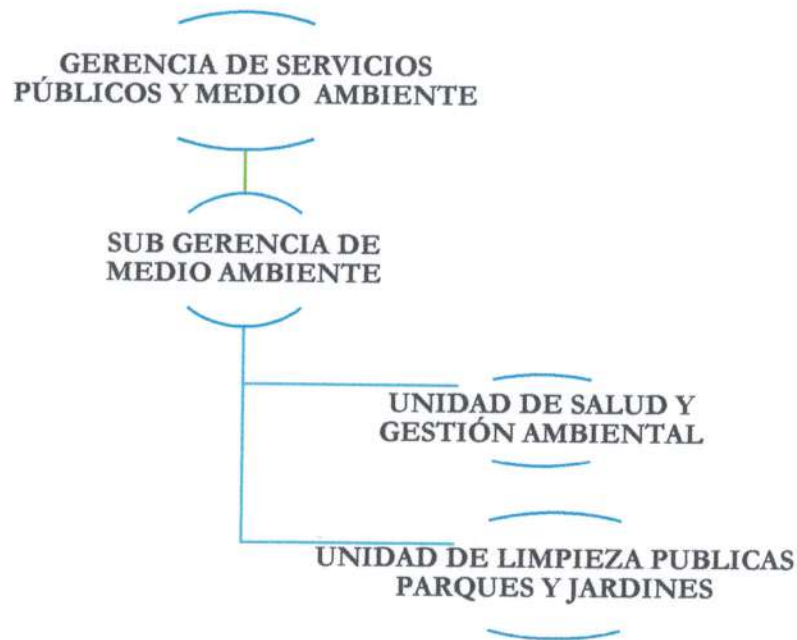 GERENCIA DE SERVICIOS
PÚBLICOS Y MEDIO AMBIENTE
SUB GERENCIA DE
MEDIO AMBIENTE
UNIDAD DE SALUD Y
GESTIÓN AMBIENTAL
UNIDAD DE LIMPIEZA PUBLICAS
PARQUES Y JARDINES